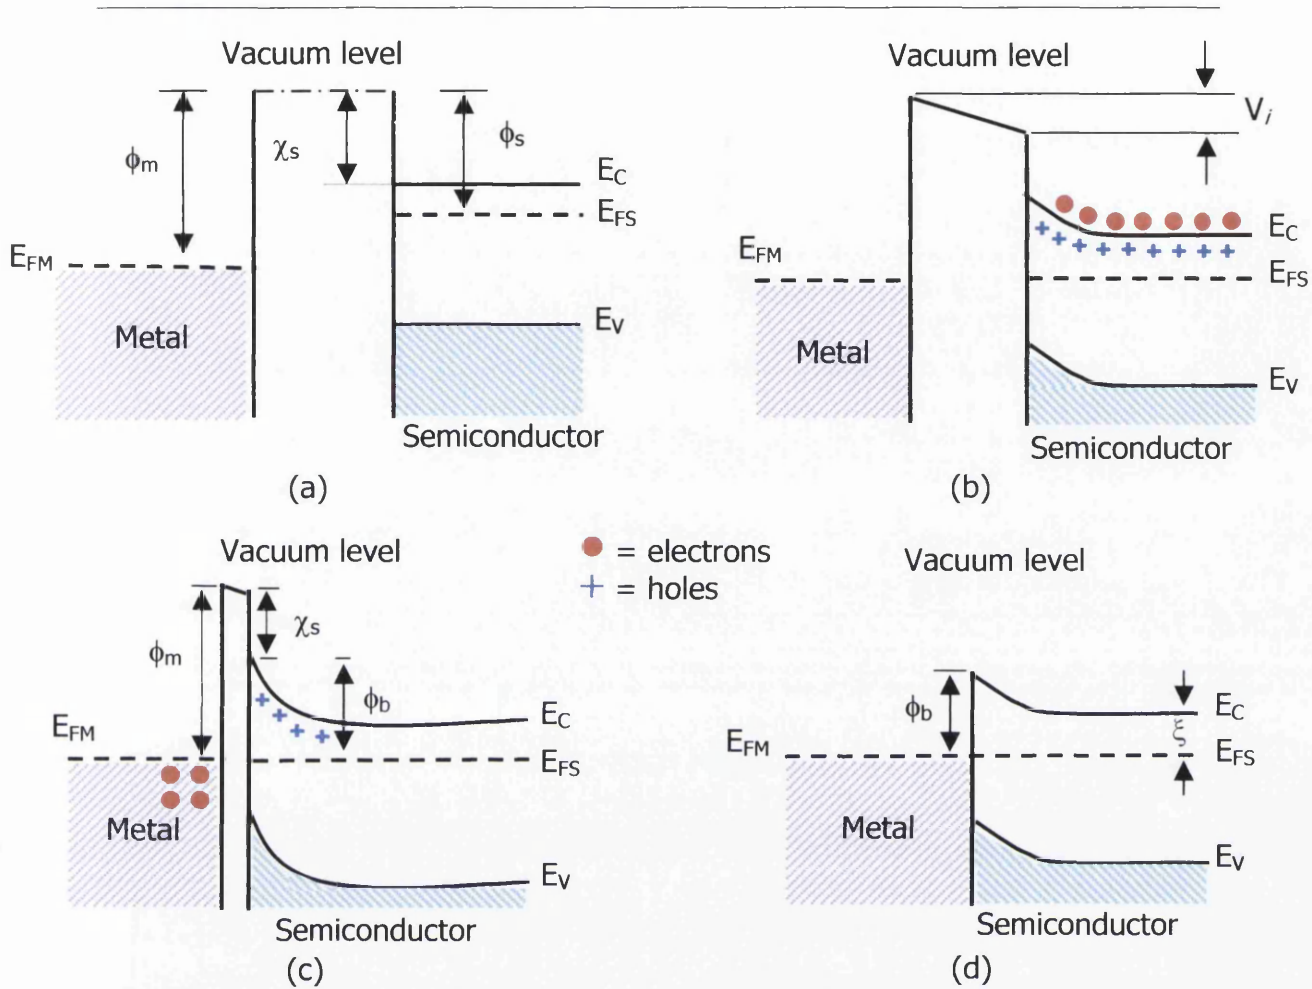 Vacuum level
ϕm
χs
ϕs
EC
EFS
EFM
Metal
EV
Semiconductor
(a)
Vacuum level
Vi
EC
EFM
EFS
Metal
EV
Semiconductor
(b)
Vacuum level
= electrons
+ = holes
χs
ϕm
ϕb
EC
EFM
EFS
Metal
EV
Semiconductor
(c)
Vacuum level
ϕb
EC
ξ
EFM
EFS
Metal
EV
Semiconductor
(d)